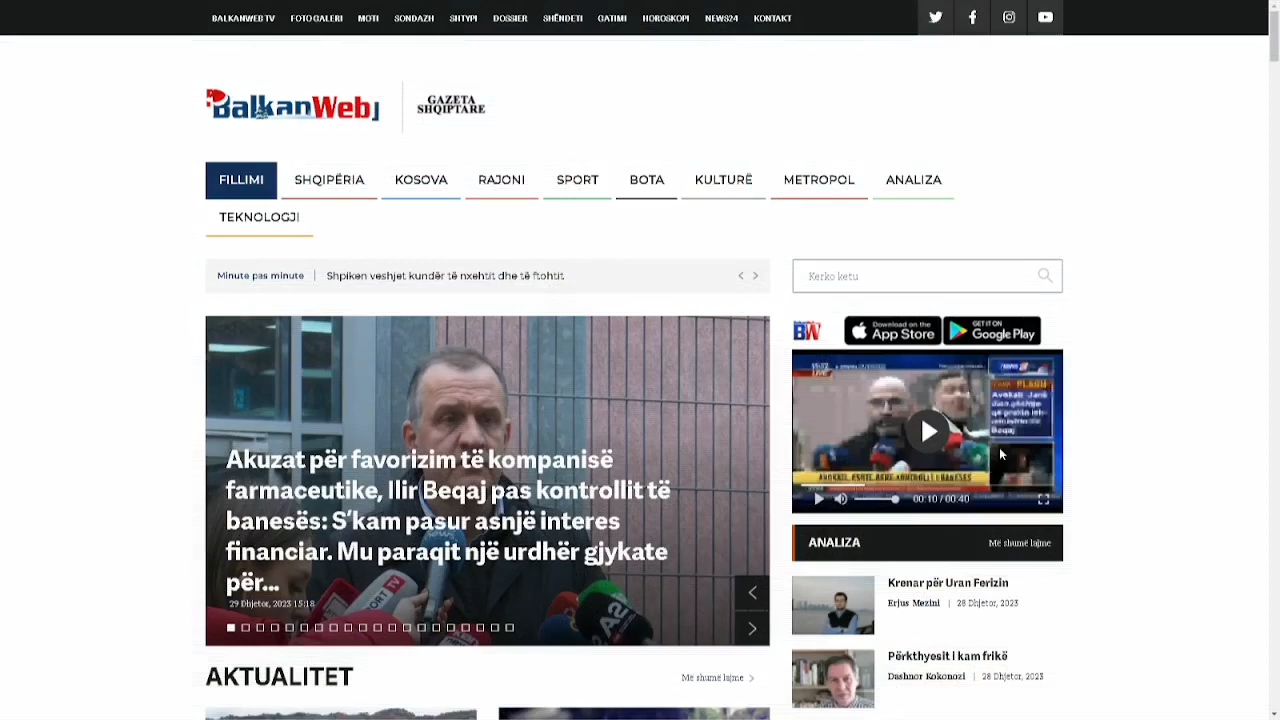 BALKANWEB TV FOTO GALERI MOTI SONDAZH SHTYPI DOSSIER SHËNDETI GATIMI HOROSKOPI NEWS24 KONTAKT
BalkanWeb
GAZETA
SHQIPTARE
FILLIMI SHQIPËRIA KOSOVA RAJONI SPORT BOTA KULTURË METROPOL ANALIZA
TEKNOLOGJI
Minute pas minute | Shpiken veshjet kundër të nxehtit dhe të ftohtit
Kerko ketu
BW
Download on the
App Store
GET IT ON
Google Play
Akuzat për favorizim të kompanisë
farmaceutike, Ilir Beqaj pas kontrollit të
banesës: S'kam pasur asnjë interes
financiar. Mu paraqit një urdhër gjykate
për...
29 Dhjetor, 2023 15:18
00:10 / 00:40
ANALIZA
Më shumë lajme
Krenar për Uran Ferizin
Erjus Mezini | 28 Dhjetor, 2023
Përkthyesit i kam frikë
Dashnor Kokonozi | 28 Dhjetor, 2023
AKTUALITET
Më shumë lajme